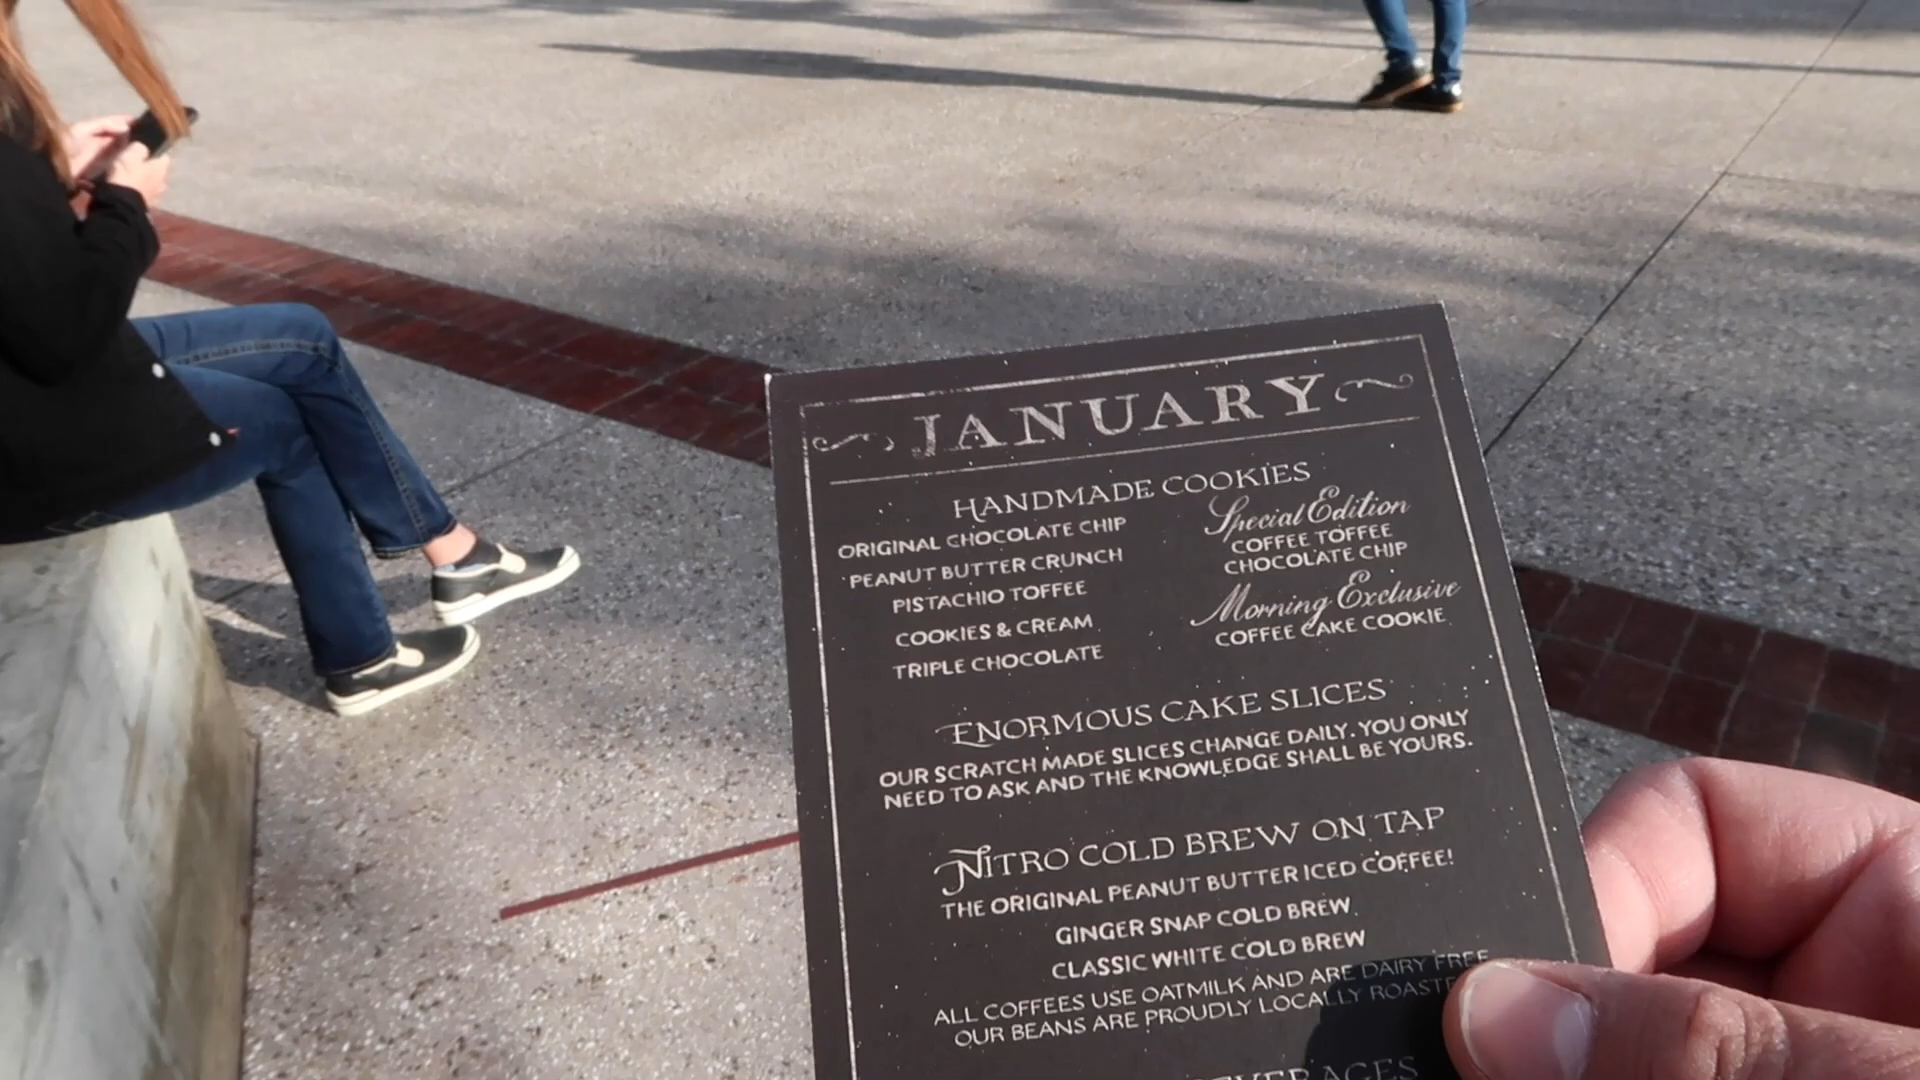 JANUARY
HANDMADE COOKIES
ORIGINAL CHOCOLATE CHIP
PEANUT BUTTER CRUNCH
PISTACHIO TOFFEE
COOKIES & CREAM
TRIPLE CHOCOLATE
Special Edition
COFFEE TOFFEE
CHOCOLATE CHIP
Morning Exclusive
COFFEE CAKE COOKIE
ENORMOUS CAKE SLICES
OUR SCRATCH MADE SLICES CHANGE DAILY. YOU ONLY
NEED TO ASK AND THE KNOWLEDGE SHALL BE YOURS.
NITRO COLD BREW ON TAP
THE ORIGINAL PEANUT BUTTER ICED COFFEE!
GINGER SNAP COLD BREW
CLASSIC WHITE COLD BREW
ALL COFFEES USE OATMILK AND ARE DAIRY FREE
OUR BEANS ARE PROUDLY LOCALLY